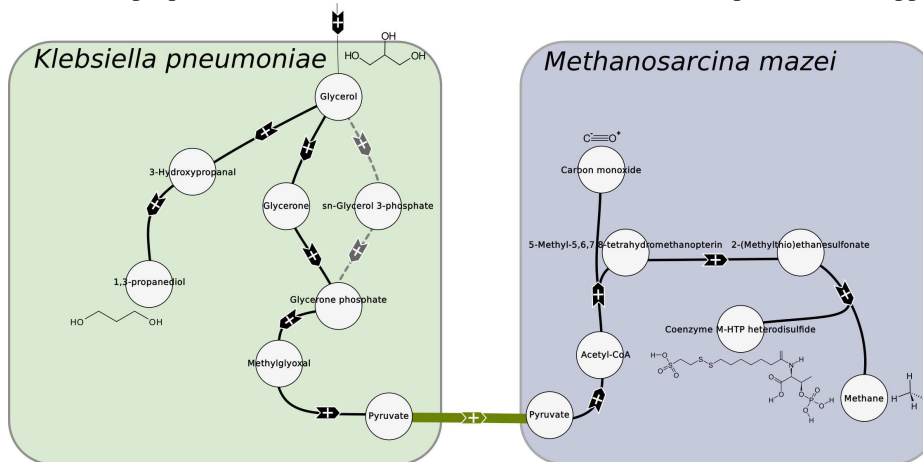 Klebsiella pneumoniae
Methanosarcina mazei
OH
HO
OH
Glycerol
3-Hydroxypropanal
Glycerone
sn-Glycerol 3-phosphate
1,3-propanediol
HO
OH
Glycerone phosphate
Methylglyoxal
Pyruvate
C⁻≡O⁺
Carbon monoxide
5-Methyl-5,6,7,8-tetrahydromethanopterin
2-(Methylthio)ethanesulfonate
Coenzyme M-HTP heterodisulfide
Acetyl-CoA
Pyruvate
Methane